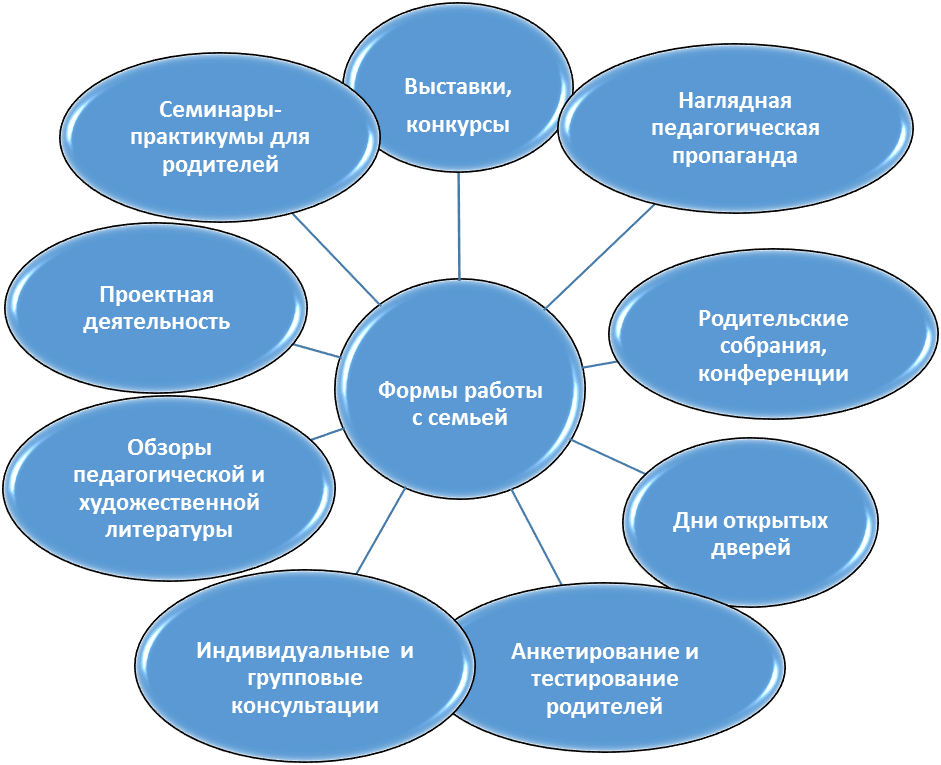 Выставки,
конкурсы
Наглядная
педагогическая
пропаганда
Родительские
собрания,
конференции
Дни открытых
дверей
Анкетирование и
тестирование
родителей
Индивидуальные и
групповые
консультации
Обзоры
педагогической и
художественной
литературы
Проектная
деятельность
Семинары-
практикумы для
родителей
Формы работы
с семьей